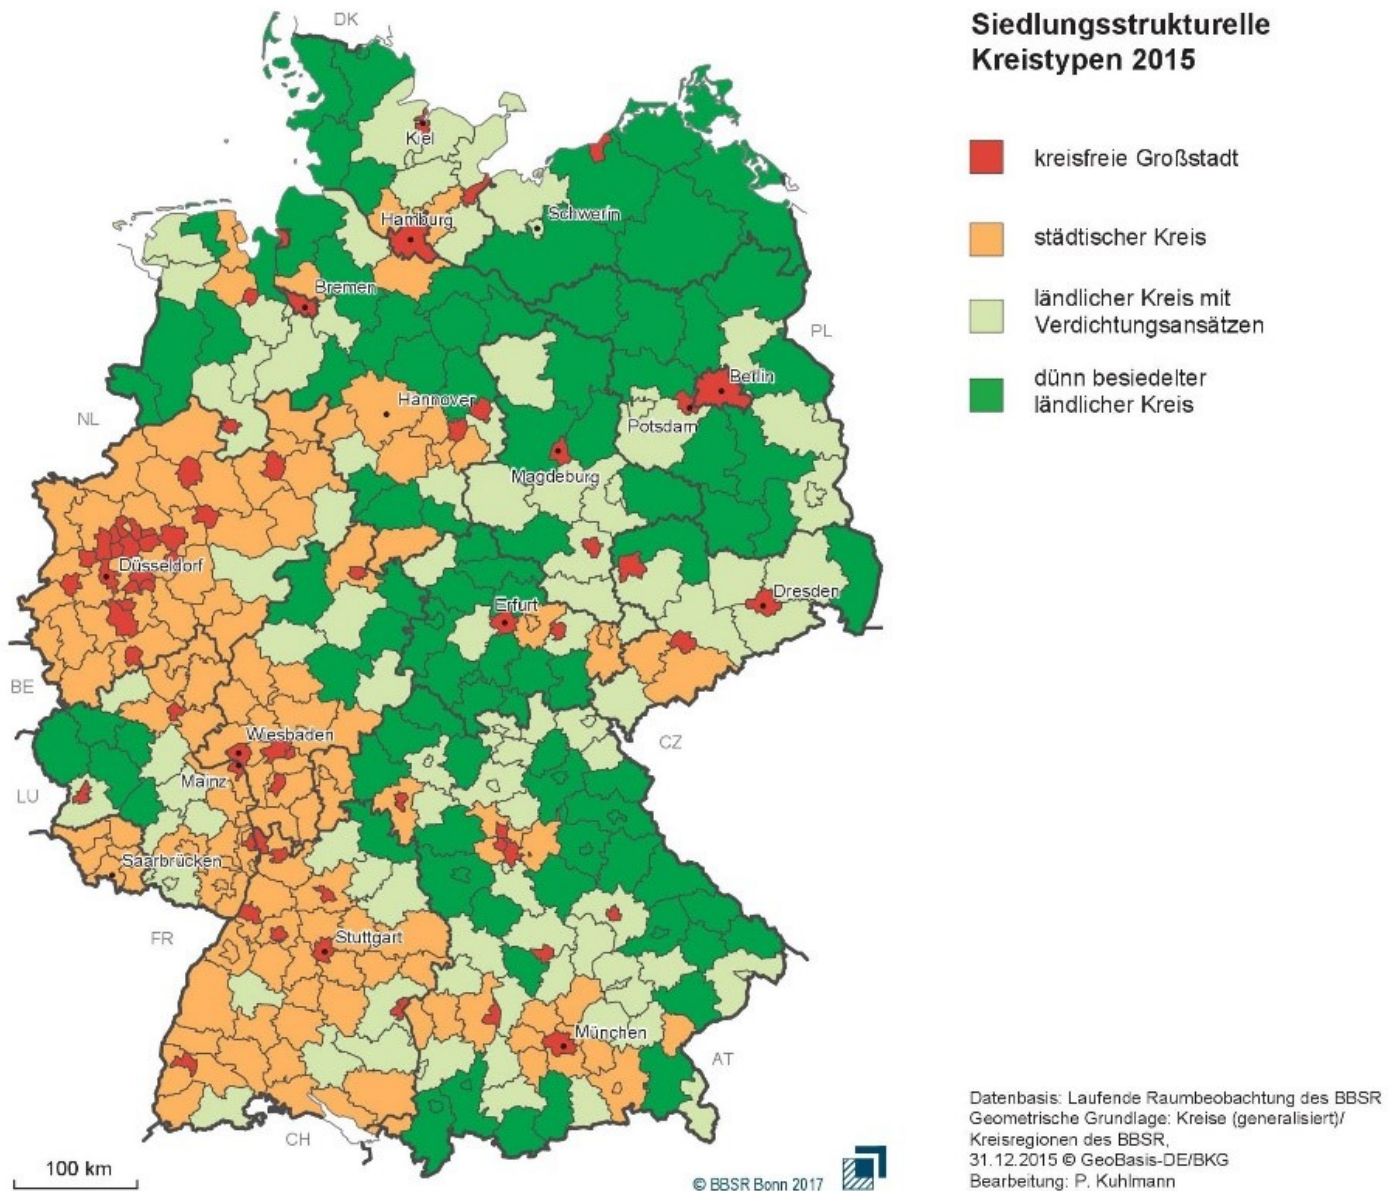 Siedlungsstrukturelle
Kreistypen 2015
kreisfreie Großstadt
städtischer Kreis
ländlicher Kreis mit
Verdichtungsansätzen
dünn besiedelter
ländlicher Kreis
DK
Kiel
Schwerin
Hamburg
Bremen
PL
Berlin
Hannover
NL
Potsdam
Magdeburg
Düsseldorf
Dresden
Erfurt
BE
Wiesbaden
CZ
Mainz
LU
Saarbrücken
FR
Stuttgart
München
AT
CH
100 km
© BBSR Bonn 2017
Datenbasis: Laufende Raumbeobachtung des BBSR
Geometrische Grundlage: Kreise (generalisiert)/
Kreisregionen des BBSR,
31.12.2015 © GeoBasis-DE/BKG
Bearbeitung: P. Kuhlmann